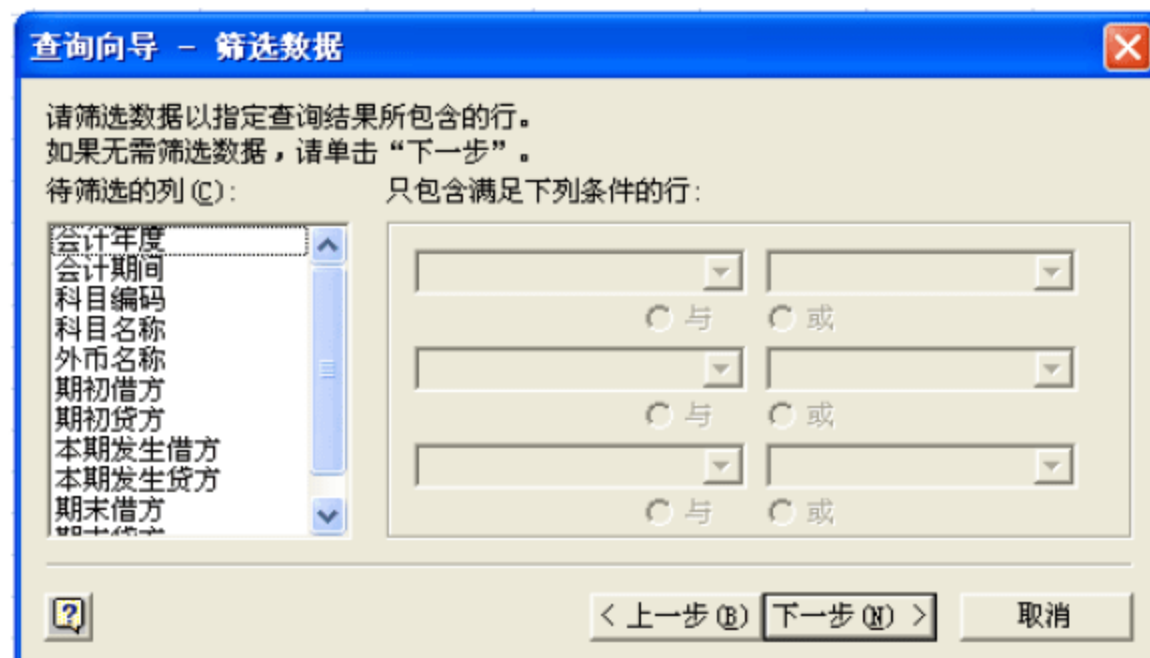 查询向导 - 筛选数据
请筛选数据以指定查询结果所包含的行。
如果无需筛选数据，请单击“下一步”。
待筛选的列(C):
只包含满足下列条件的行:
会计年度
会计期间
科目编码
科目名称
外币名称
期初借方
期初贷方
本期发生借方
本期发生贷方
期末借方
期末贷方
与 或
与 或
与 或
< 上一步(B) 下一步(N) > 取消